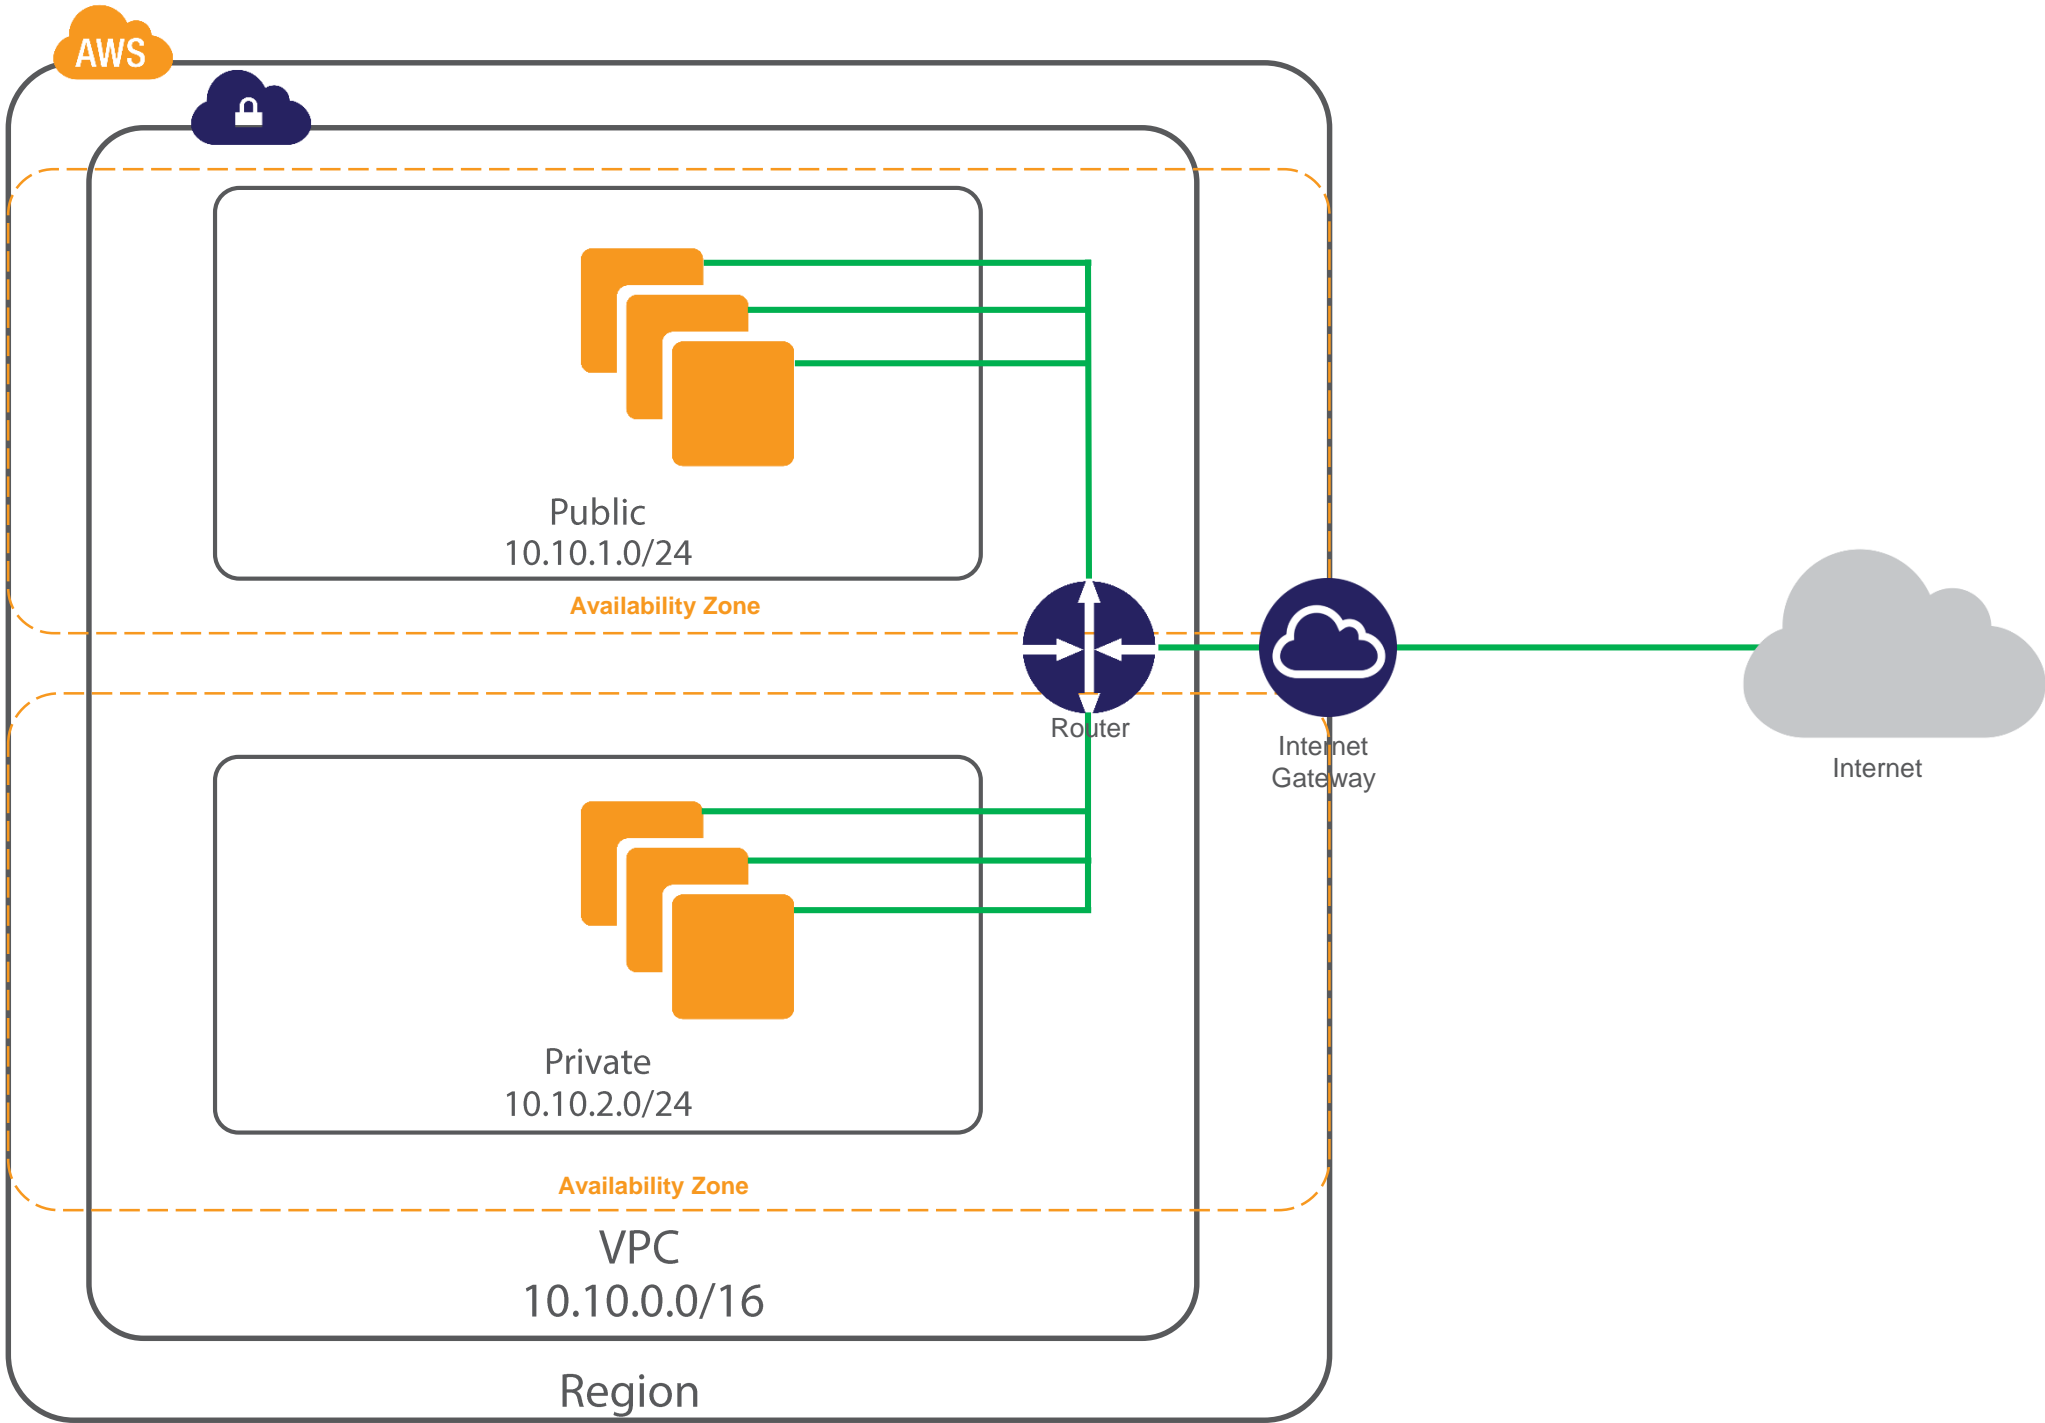 AWS
Public
10.10.1.0/24
Availability Zone
Router
Internet
Gateway
Internet
Private
10.10.2.0/24
Availability Zone
VPC
10.10.0.0/16
Region